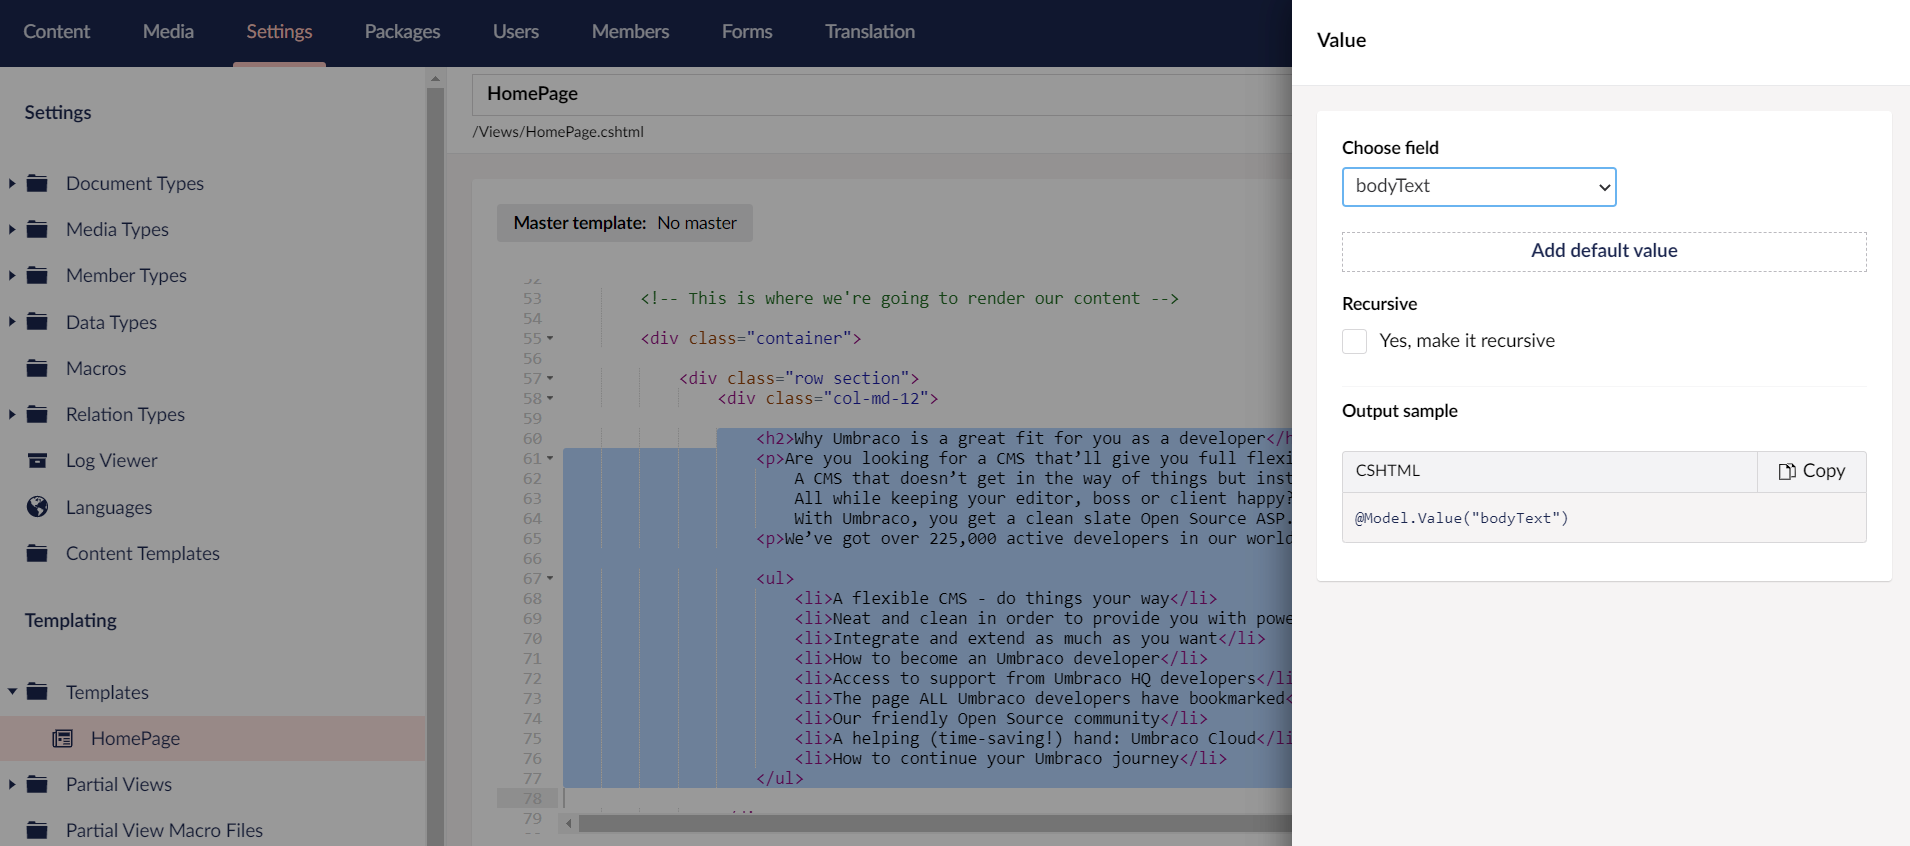 Content Media Settings Packages Users Members Forms Translation
Settings
Document Types
Media Types
Member Types
Data Types
Macros
Relation Types
Log Viewer
Languages
Content Templates
Templating
Templates
HomePage
Partial Views
Partial View Macro Files
HomePage
/Views/HomePage.cshtml
Master template: No master
52
53 <!-- This is where we're going to render our content -->
54
55 <div class="container">
56
57 <div class="row section">
58 <div class="col-md-12">
59
60 <h2>Why Umbraco is a great fit for you as a developer</h
61 <p>Are you looking for a CMS that’ll give you full flexi
62 A CMS that doesn’t get in the way of things but inst
63 All while keeping your editor, boss or client happy?
64 With Umbraco, you get a clean slate Open Source ASP.
65 <p>We’ve got over 225,000 active developers in our world
66
67 <ul>
68 <li>A flexible CMS - do things your way</li>
69 <li>Neat and clean in order to provide you with powe
70 <li>Integrate and extend as much as you want</li>
71 <li>How to become an Umbraco developer</li>
72 <li>Access to support from Umbraco HQ developers</li
73 <li>The page ALL Umbraco developers have bookmarked<
74 <li>Our friendly Open Source community</li>
75 <li>A helping (time-saving!) hand: Umbraco Cloud</li
76 <li>How to continue your Umbraco journey</li>
77 </ul>
78
79
Value
Choose field
bodyText
Add default value
Recursive
Yes, make it recursive
Output sample
CSHTML Copy
@Model.Value("bodyText")